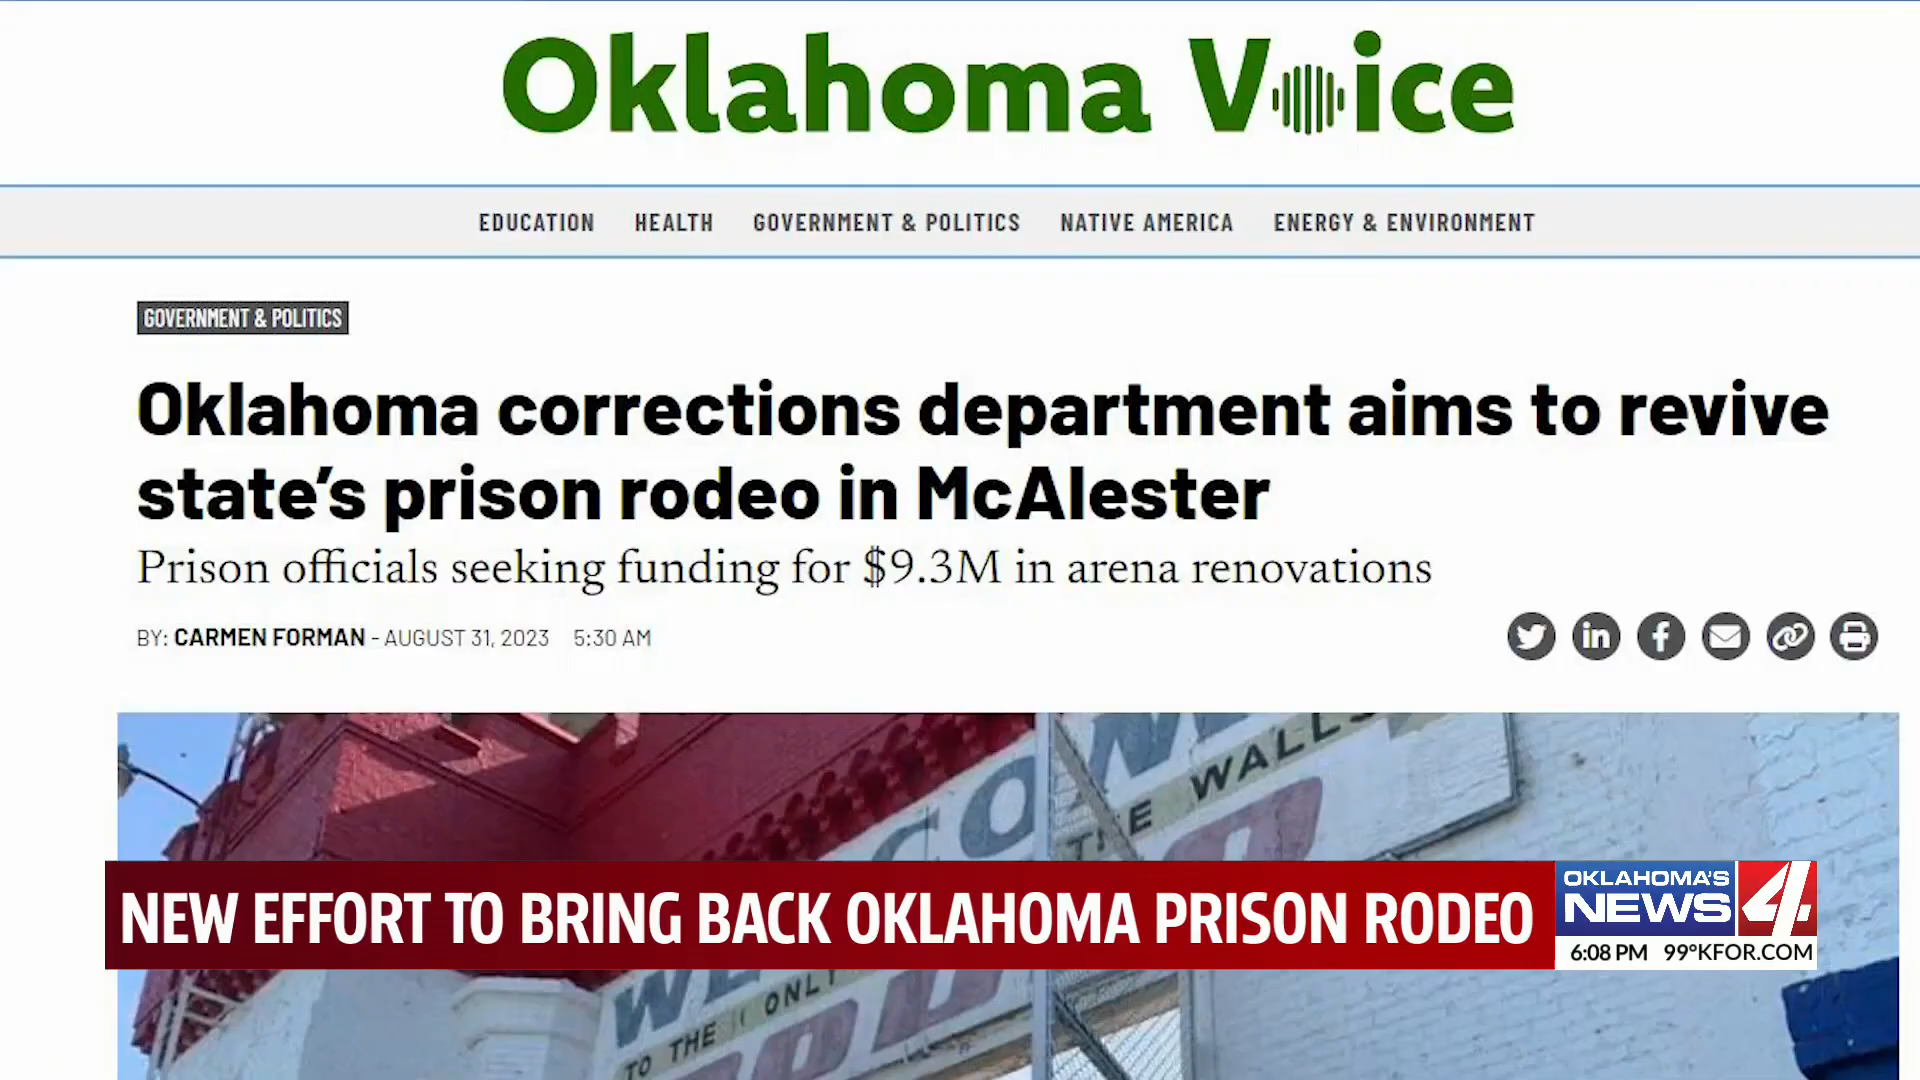 Oklahoma Voice
EDUCATION HEALTH GOVERNMENT & POLITICS NATIVE AMERICA ENERGY & ENVIRONMENT
GOVERNMENT & POLITICS
Oklahoma corrections department aims to revive
state's prison rodeo in McAlester
Prison officials seeking funding for $9.3M in arena renovations
BY: CARMEN FORMAN - AUGUST 31, 2023 5:30 AM
THE WALLS
NEW EFFORT TO BRING BACK OKLAHOMA PRISON RODEO
OKLAHOMA'S
NEWS 4
6:08 PM 99° KFOR.COM
TO THE ONLY